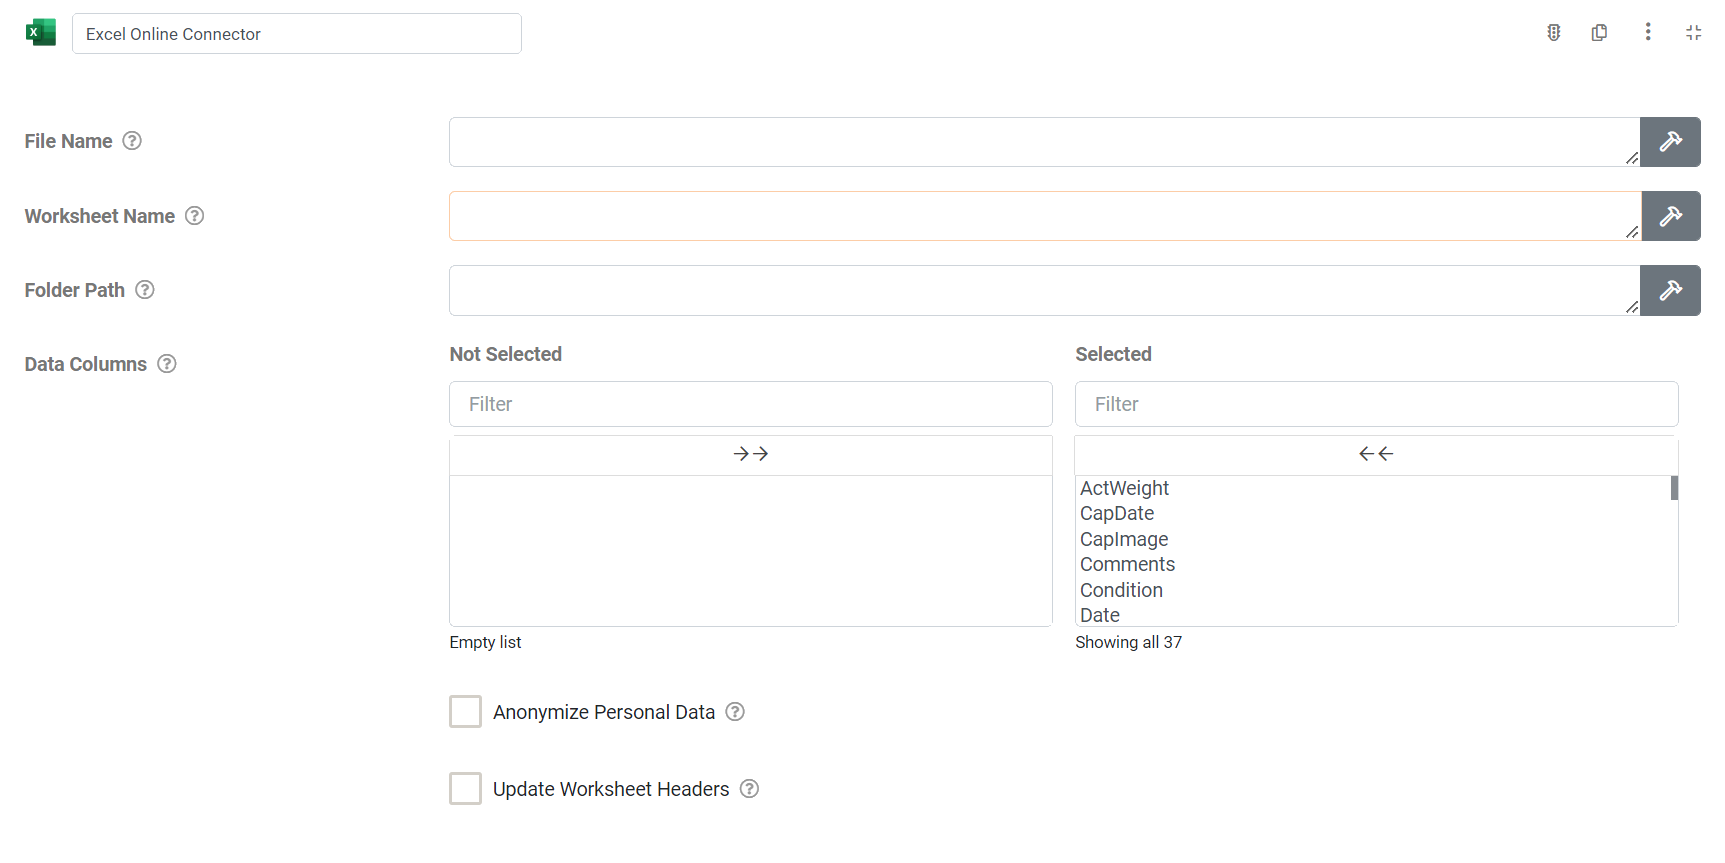 Excel Online Connector
File Name
Worksheet Name
Folder Path
Data Columns
Not Selected
Selected
Filter
Filter
ActWeight
CapDate
CapImage
Comments
Condition
Date
Empty list
Showing all 37
Anonymize Personal Data
Update Worksheet Headers